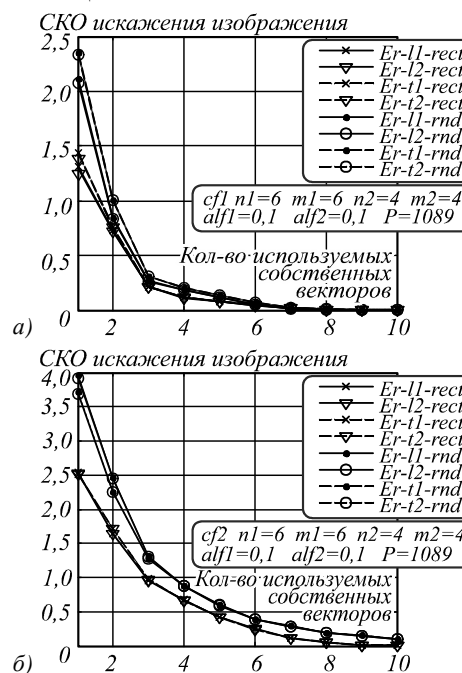 СКО искажения изображения
2,5
2,0
1,5
1,0
0,5
0
2
4
6
8
10
Er-l1-rect
Er-l2-rect
Er-t1-rect
Er-t2-rect
Er-l1-rnd
Er-l2-rnd
Er-t1-rnd
Er-t2-rnd
cf1 n1=6 m1=6 n2=4 m2=4
alf1=0,1 alf2=0,1 P=1089
Кол-во используемых
собственных
векторов
а)
СКО искажения изображения
4,0
3,5
3,0
2,5
2,0
1,5
1,0
0,5
0
2
4
6
8
10
Er-l1-rect
Er-l2-rect
Er-t1-rect
Er-t2-rect
Er-l1-rnd
Er-l2-rnd
Er-t1-rnd
Er-t2-rnd
cf2 n1=6 m1=6 n2=4 m2=4
alf1=0,1 alf2=0,1 P=1089
Кол-во используемых
собственных
векторов
б)